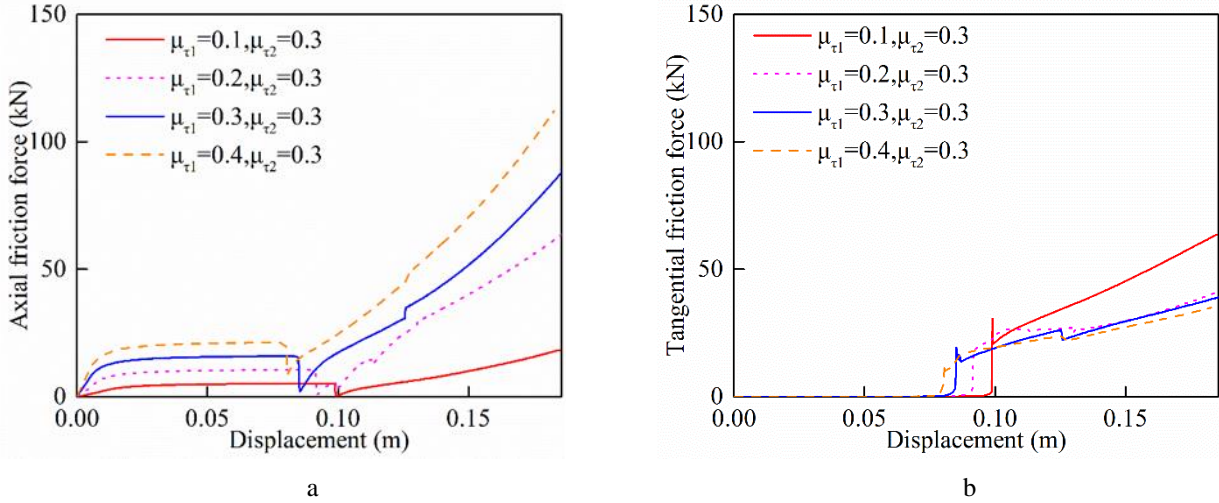 150
100
50
0
Axial friction force (kN)
μτ1=0.1,μτ2=0.3
μτ1=0.2,μτ2=0.3
μτ1=0.3,μτ2=0.3
μτ1=0.4,μτ2=0.3
0.00 0.05 0.10 0.15
Displacement (m)
a
150
100
50
0
Tangential friction force (kN)
μτ1=0.1,μτ2=0.3
μτ1=0.2,μτ2=0.3
μτ1=0.3,μτ2=0.3
μτ1=0.4,μτ2=0.3
0.00 0.05 0.10 0.15
Displacement (m)
b